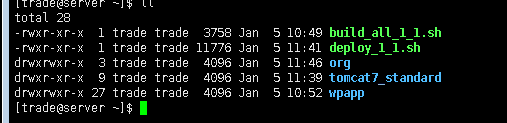 [trade@server ~]$ ll
total 28
-rwxr-xr-x  1 trade trade  3758 Jan  5 10:49 build_all_1_1.sh
-rwxr-xr-x  1 trade trade 11776 Jan  5 11:41 deploy_1_1.sh
drwxrwxr-x  3 trade trade  4096 Jan  5 11:46 org
drwxr-xr-x  9 trade trade  4096 Jan  5 11:39 tomcat7_standard
drwxrwxr-x 27 trade trade  4096 Jan  5 10:52 wpapp
[trade@server ~]$